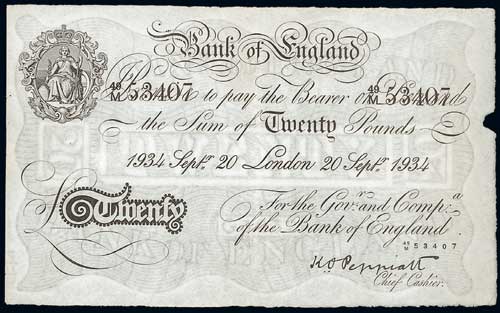 Bank of England
49/M 53407 to pay the Bearer on Demand 49/M 53407
the Sum of Twenty Pounds
1934 Septr. 20 London 20 Septr. 1934
For the Govr. and Compa.
of the Bank of England
£ Twenty
49/M 53407
K O Peppiatt
Chief Cashier.